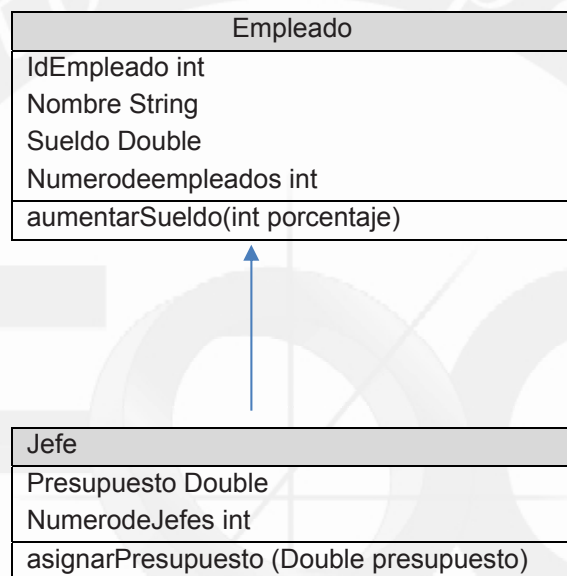 Empleado
IdEmpleado int
Nombre String
Sueldo Double
Numerodeempleados int
aumentarSueldo(int porcentaje)
Jefe
Presupuesto Double
NumerodeJefes int
asignarPresupuesto (Double presupuesto)